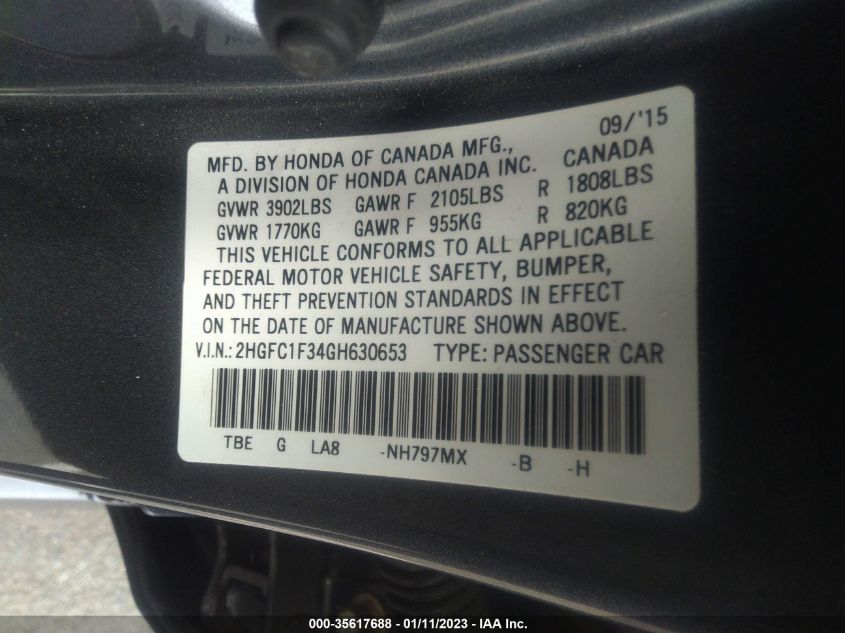 09/'15
MFD. BY HONDA OF CANADA MFG.,
A DIVISION OF HONDA CANADA INC. CANADA
GVWR 3902LBS GAWR F 2105LBS R 1808LBS
GVWR 1770KG GAWR F 955KG R 820KG
THIS VEHICLE CONFORMS TO ALL APPLICABLE
FEDERAL MOTOR VEHICLE SAFETY, BUMPER,
AND THEFT PREVENTION STANDARDS IN EFFECT
ON THE DATE OF MANUFACTURE SHOWN ABOVE.
V.I.N.:2HGFC1F34GH630653 TYPE: PASSENGER CAR
TBE G LA8 -NH797MX -B -H
000-35617688 - 01/11/2023 - IAA Inc.